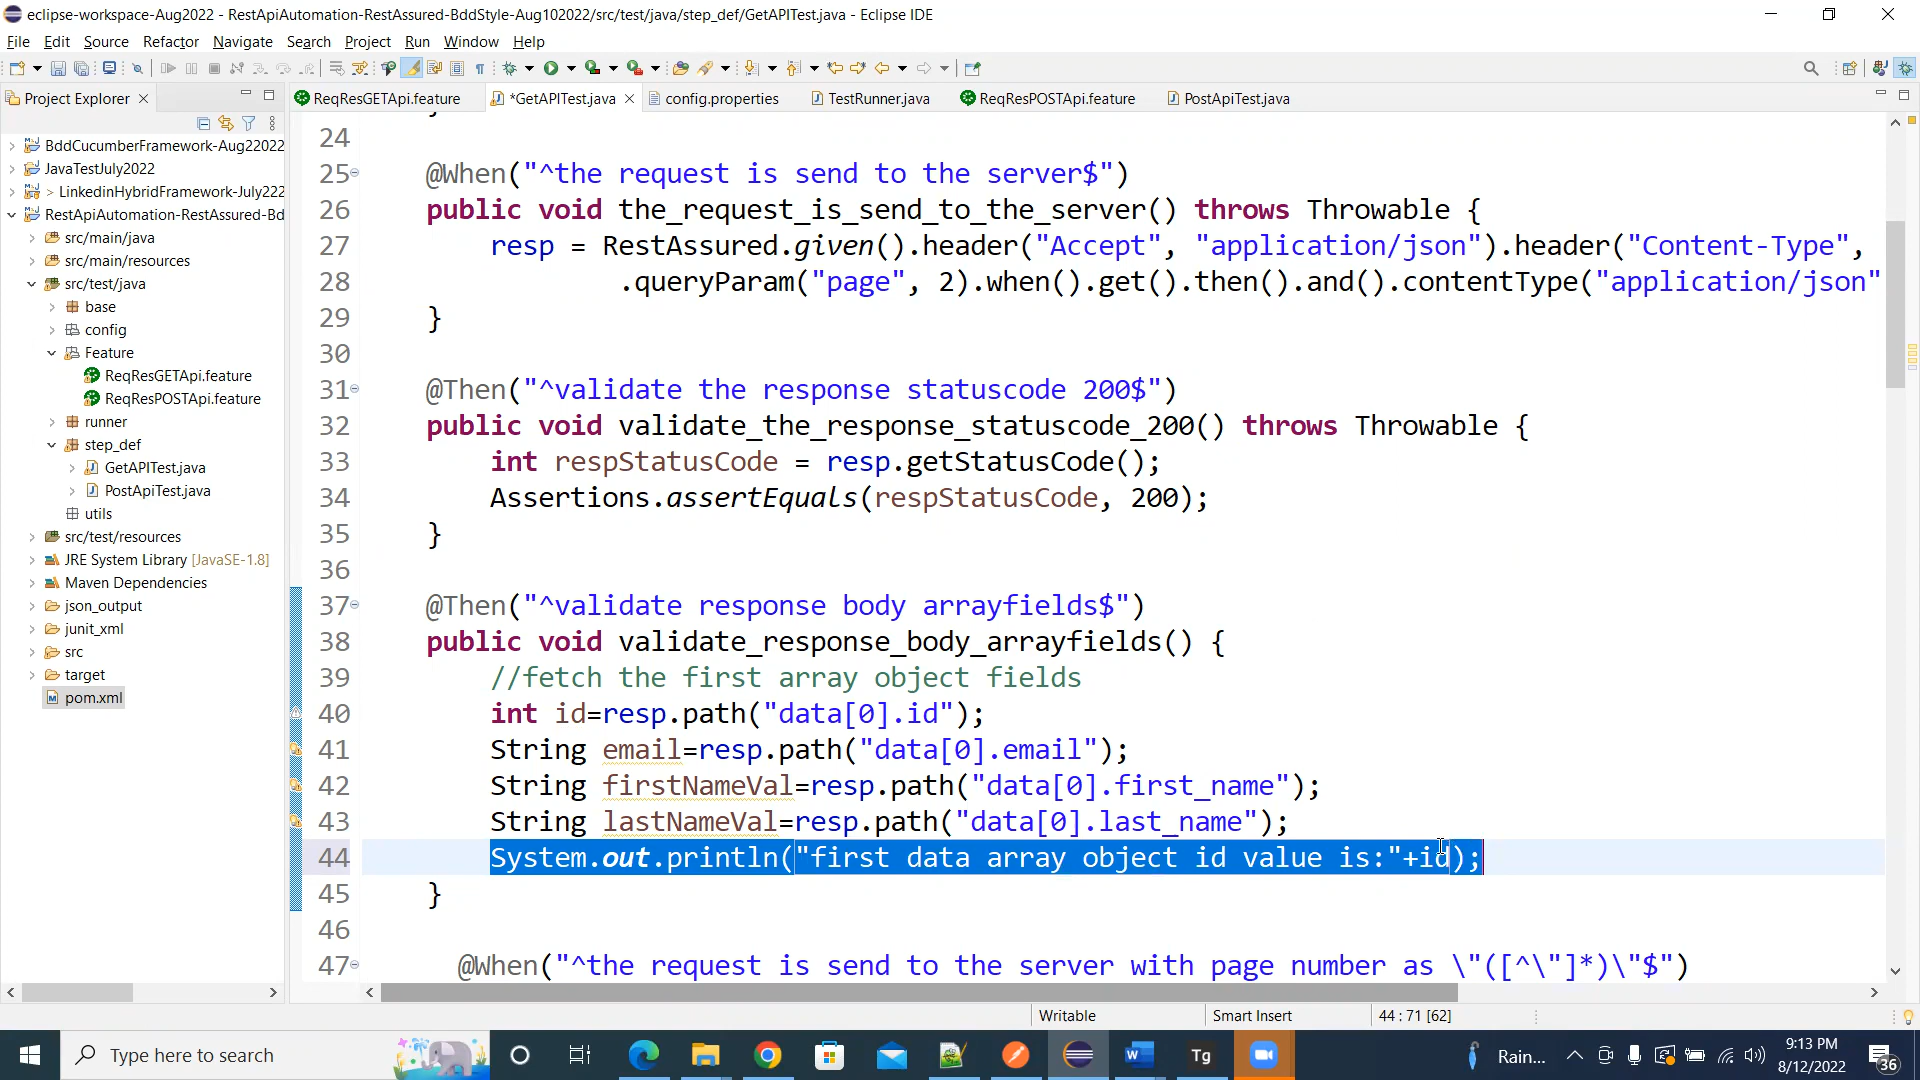 eclipse-workspace-Aug2022 - RestApiAutomation-RestAssured-BddStyle-Aug102022/src/test/java/step_def/GetAPITest.java - Eclipse IDE
File Edit Source Refactor Navigate Search Project Run Window Help
Project Explorer
ReqResGETApi.feature
*GetAPITest.java
config.properties
TestRunner.java
ReqResPOSTApi.feature
PostApiTest.java
BddCucumberFramework-Aug22022
JavaTestJuly2022
> LinkedinHybridFramework-July222
RestApiAutomation-RestAssured-Bd
src/main/java
src/main/resources
src/test/java
base
config
Feature
ReqResGETApi.feature
ReqResPOSTApi.feature
runner
step_def
GetAPITest.java
PostApiTest.java
utils
src/test/resources
JRE System Library [JavaSE-1.8]
Maven Dependencies
json_output
junit_xml
src
target
pom.xml
24
25 @When("^the request is send to the server$")
26 public void the_request_is_send_to_the_server() throws Throwable {
27 resp = RestAssured.given().header("Accept", "application/json").header("Content-Type",
28 .queryParam("page", 2).when().get().then().and().contentType("application/json"
29 }
30
31 @Then("^validate the response statuscode 200$")
32 public void validate_the_response_statuscode_200() throws Throwable {
33 int respStatusCode = resp.getStatusCode();
34 Assertions.assertEquals(respStatusCode, 200);
35 }
36
37 @Then("^validate response body arrayfields$")
38 public void validate_response_body_arrayfields() {
39 //fetch the first array object fields
40 int id=resp.path("data[0].id");
41 String email=resp.path("data[0].email");
42 String firstNameVal=resp.path("data[0].first_name");
43 String lastNameVal=resp.path("data[0].last_name");
44 System.out.println("first data array object id value is:"+id);
45 }
46
47 @When("^the request is send to the server with page number as \"([^\"]*)\"$")
Writable
Smart Insert
44 : 71 [62]
Type here to search
Tg
Rain...
9:13 PM
8/12/2022
36